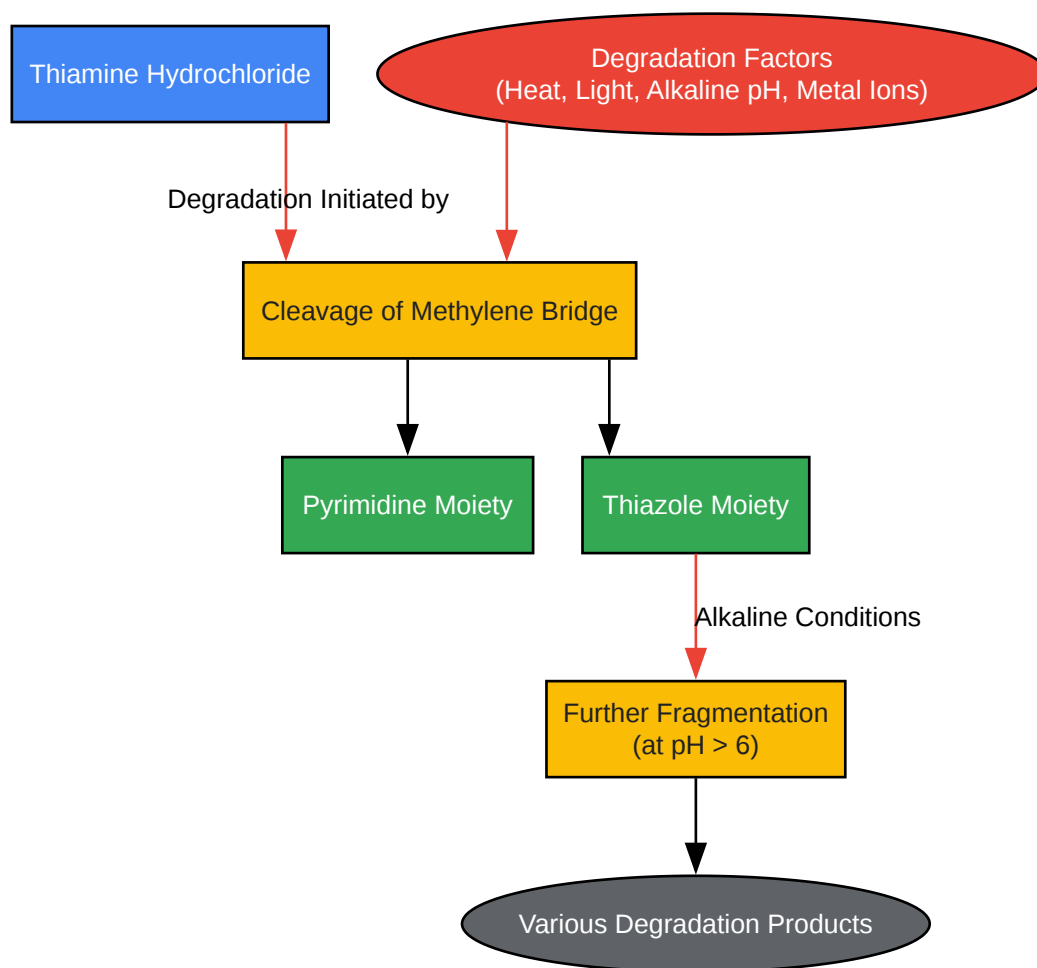 Thiamine Hydrochloride
Degradation Factors
(Heat, Light, Alkaline pH, Metal Ions)
Degradation Initiated by
Cleavage of Methylene Bridge
Pyrimidine Moiety
Thiazole Moiety
Alkaline Conditions
Further Fragmentation
(at pH > 6)
Various Degradation Products